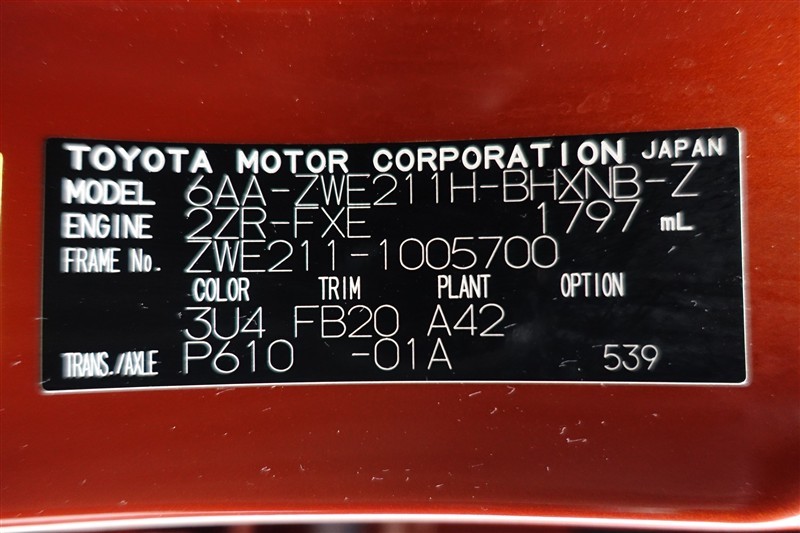 TOYOTA MOTOR CORPORATION JAPAN
MODEL 6AA-ZWE211H-BHXNB-Z
ENGINE 2ZR-FXE 1797 mL
FRAME No. ZWE211-1005700
COLOR TRIM PLANT OPTION
3U4 FB20 A42
TRANS./AXLE P610 -01A 539